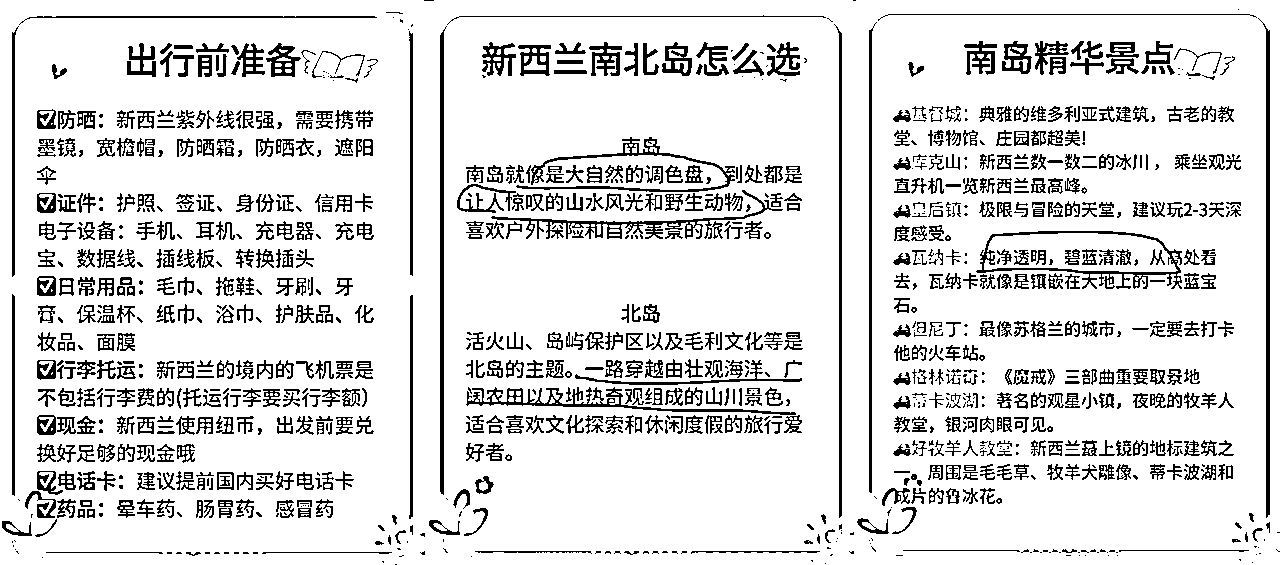 出行前准备
防晒：新西兰紫外线很强，需要携带
墨镜，宽檐帽，防晒霜，防晒衣，遮阳
伞
证件：护照、签证、身份证、信用卡
电子设备：手机、耳机、充电器、充电
宝、数据线、插线板、转换插头
日常用品：毛巾、拖鞋、牙刷、牙
膏、保温杯、纸巾、浴巾、护肤品、化
妆品、面膜
行李托运：新西兰的境内的飞机票是
不包括行李费的(托运行李要买行李额）
现金：新西兰使用纽币，出发前要兑
换好足够的现金哦
电话卡：建议提前国内买好电话卡
药品：晕车药、肠胃药、感冒药
新西兰南北岛怎么选
南岛
南岛就像是大自然的调色盘，到处都是
让人惊叹的山水风光和野生动物，适合
喜欢户外探险和自然美景的旅行者。
北岛
活火山、岛屿保护区以及毛利文化等是
北岛的主题。一路穿越由壮观海洋、广
阔农田以及地热奇观组成的山川景色，
适合喜欢文化探索和休闲度假的旅行爱
好者。
南岛精华景点
基督城：典雅的维多利亚式建筑，古老的教
堂、博物馆、庄园都超美!
库克山：新西兰数一数二的冰川，乘坐观光
直升机一览新西兰最高峰。
皇后镇：极限与冒险的天堂，建议玩2-3天深
度感受。
瓦纳卡：纯净透明，碧蓝清澈，从高处看
去，瓦纳卡就像是镶嵌在大地上的一块蓝宝
石。
但尼丁：最像苏格兰的城市，一定要去打卡
他的火车站。
格林诺奇：《魔戒》三部曲重要取景地
蒂卡波湖：著名的观星小镇，夜晚的牧羊人
教堂，银河肉眼可见。
好牧羊人教堂：新西兰最上镜的地标建筑之
一。周围是毛毛草、牧羊犬雕像、蒂卡波湖和
成片的鲁冰花。